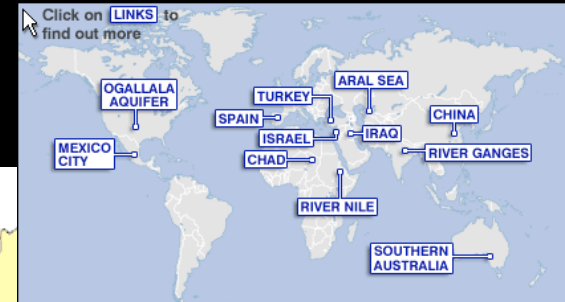 Click on LINKS to
find out more
OGALLALA
AQUIFER
ARAL SEA
TURKEY
SPAIN
CHINA
ISRAEL
IRAQ
MEXICO
CITY
CHAD
RIVER GANGES
RIVER NILE
SOUTHERN
AUSTRALIA